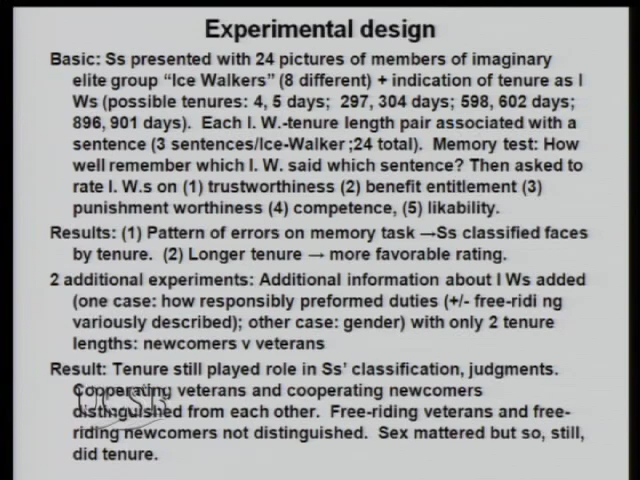 Experimental design
Basic: Ss presented with 24 pictures of members of imaginary
elite group “Ice Walkers” (8 different) + indication of tenure as I
Ws (possible tenures: 4, 5 days; 297, 304 days; 598, 602 days;
896, 901 days). Each I. W.-tenure length pair associated with a
sentence (3 sentences/Ice-Walker ;24 total). Memory test: How
well remember which I. W. said which sentence? Then asked to
rate I. W.s on (1) trustworthiness (2) benefit entitlement (3)
punishment worthiness (4) competence, (5) likability.
Results: (1) Pattern of errors on memory task →Ss classified faces
by tenure. (2) Longer tenure → more favorable rating.
2 additional experiments: Additional information about I Ws added
(one case: how responsibly preformed duties (+/- free-ridi ng
variously described); other case: gender) with only 2 tenure
lengths: newcomers v veterans
Result: Tenure still played role in Ss’ classification, judgments.
Cooperating veterans and cooperating newcomers
distinguished from each other. Free-riding veterans and free-
riding newcomers not distinguished. Sex mattered but so, still,
did tenure.
UCSB